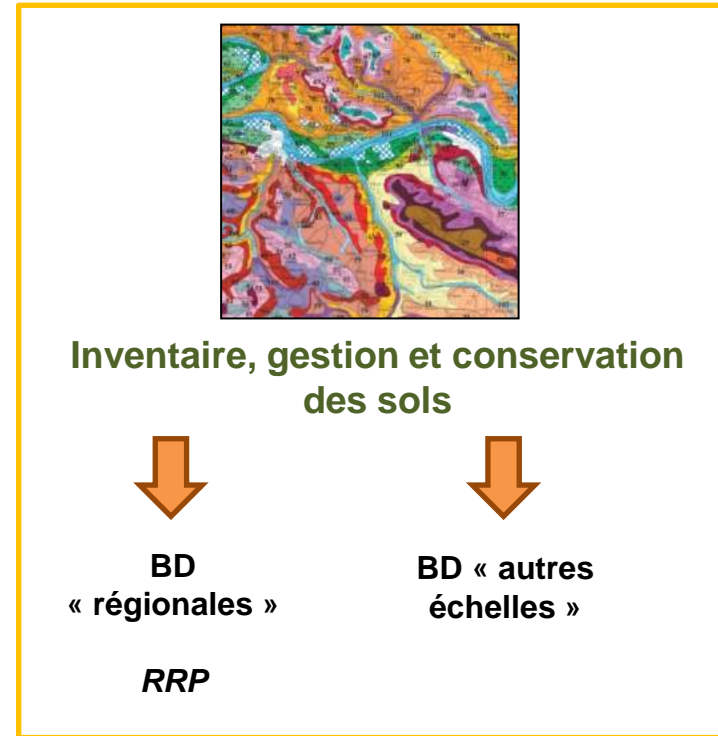 Inventaire, gestion et conservation
des sols
BD
« régionales »
RRP
BD « autres
échelles »